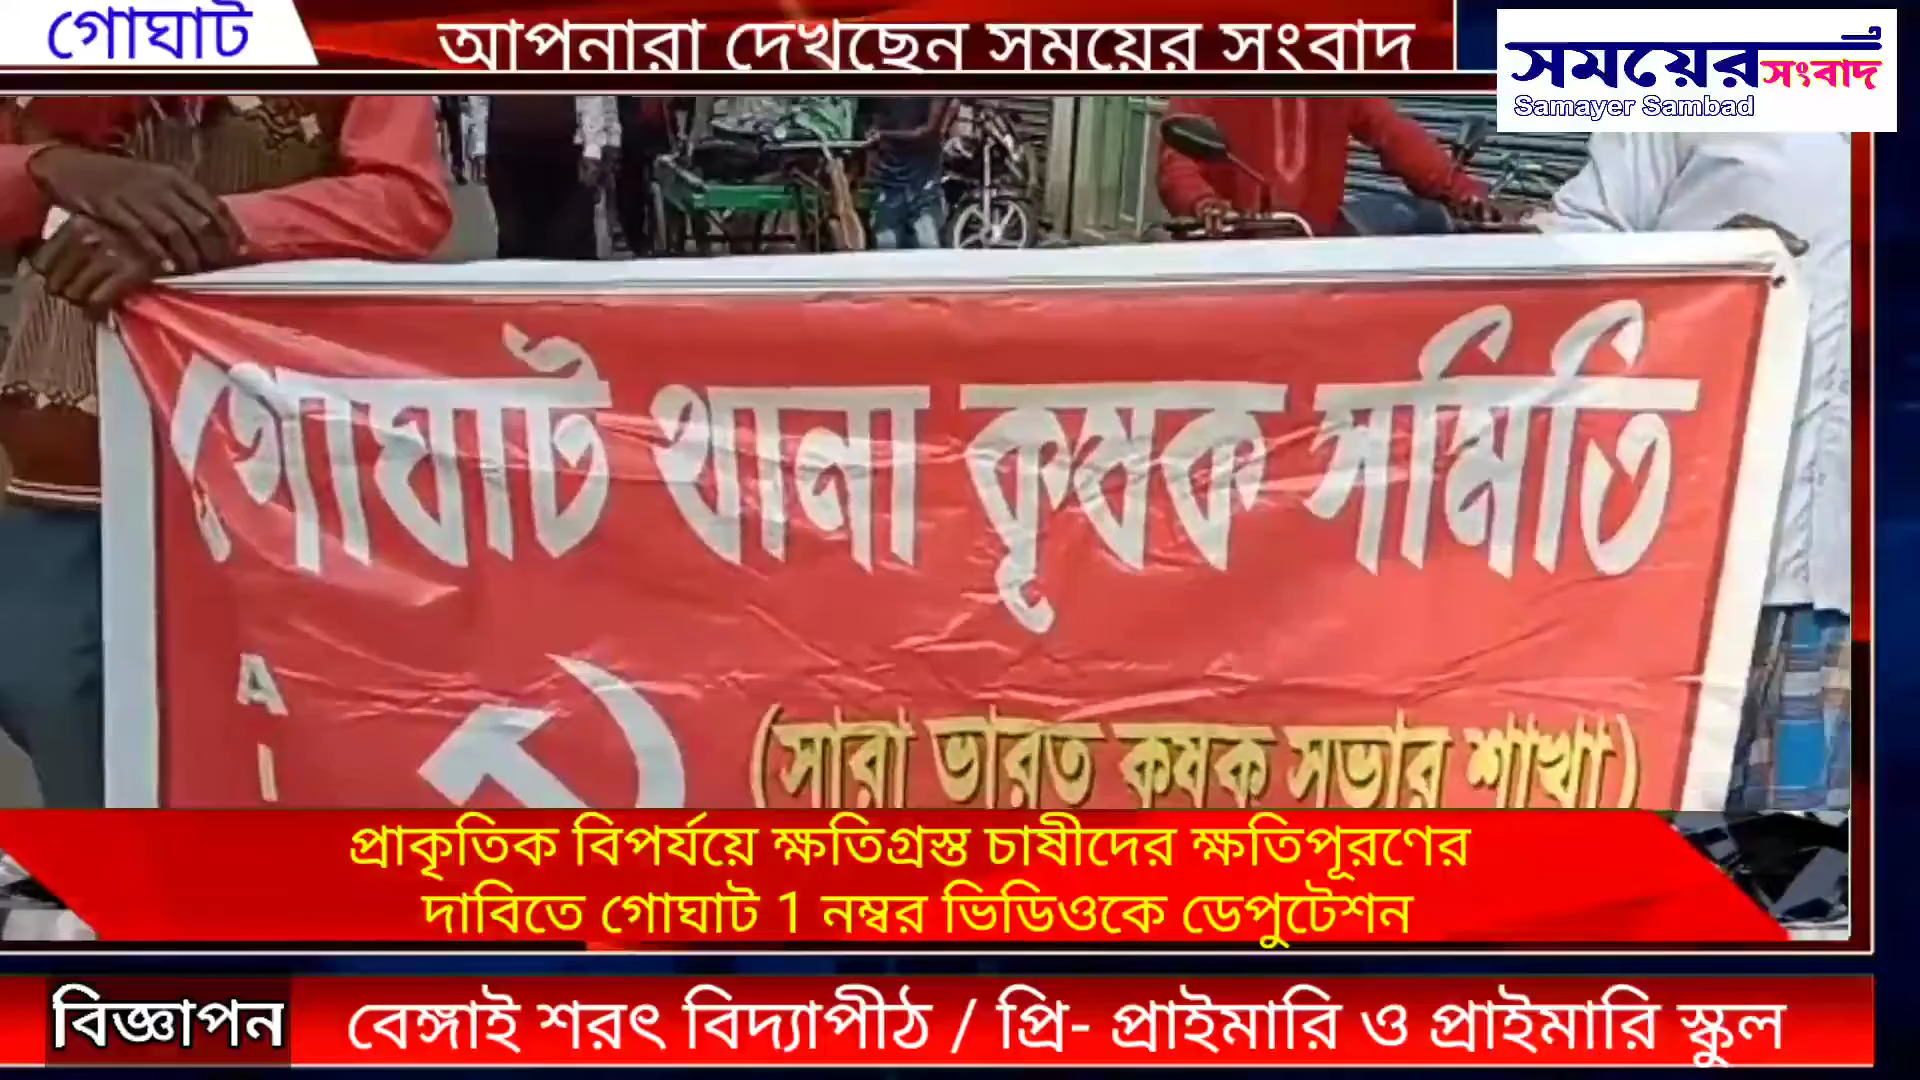 গোঘাট
আপনারা দেখছেন সময়ের সংবাদ
সময়ের সংবাদ
Samayer Sambad
গোঘাট থানা কৃষক সমিতি
A
I
(সারা ভারত কৃষক সভার শাখা)
প্রাকৃতিক বিপর্যয়ে ক্ষতিগ্রস্ত চাষীদের ক্ষতিপূরণের
দাবিতে গোঘাট 1 নম্বর ভিডিওকে ডেপুটেশন
বিজ্ঞাপন
বেঙ্গাই শরৎ বিদ্যাপীঠ / প্রি- প্রাইমারি ও প্রাইমারি স্কুল